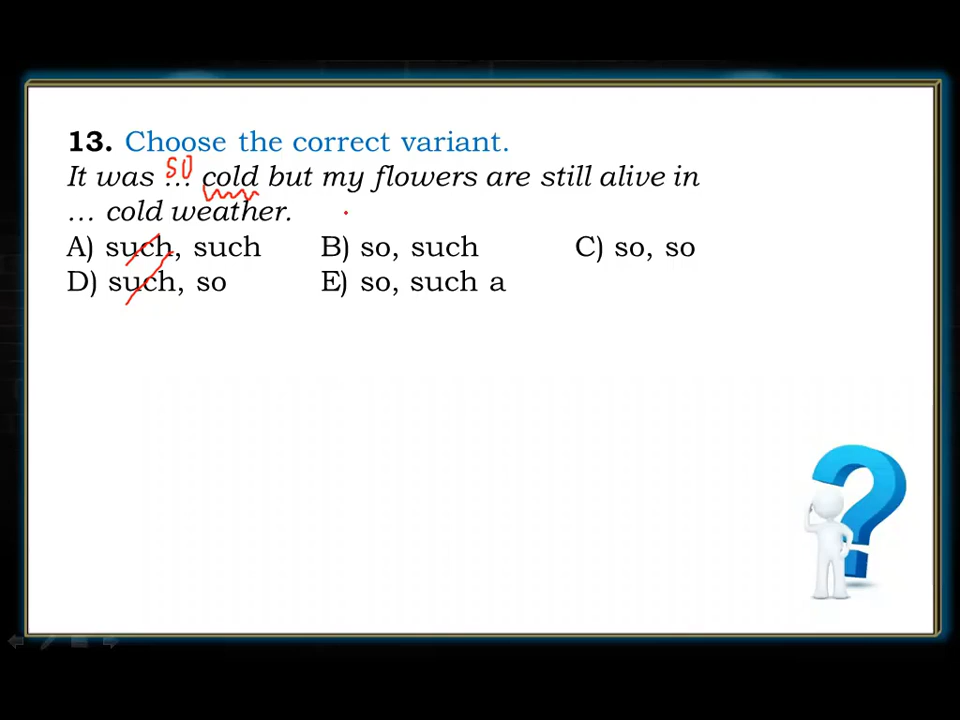 13. Choose the correct variant.
so
It was ... cold but my flowers are still alive in
... cold weather.
A) such, such B) so, such C) so, so
D) such, so E) so, such a